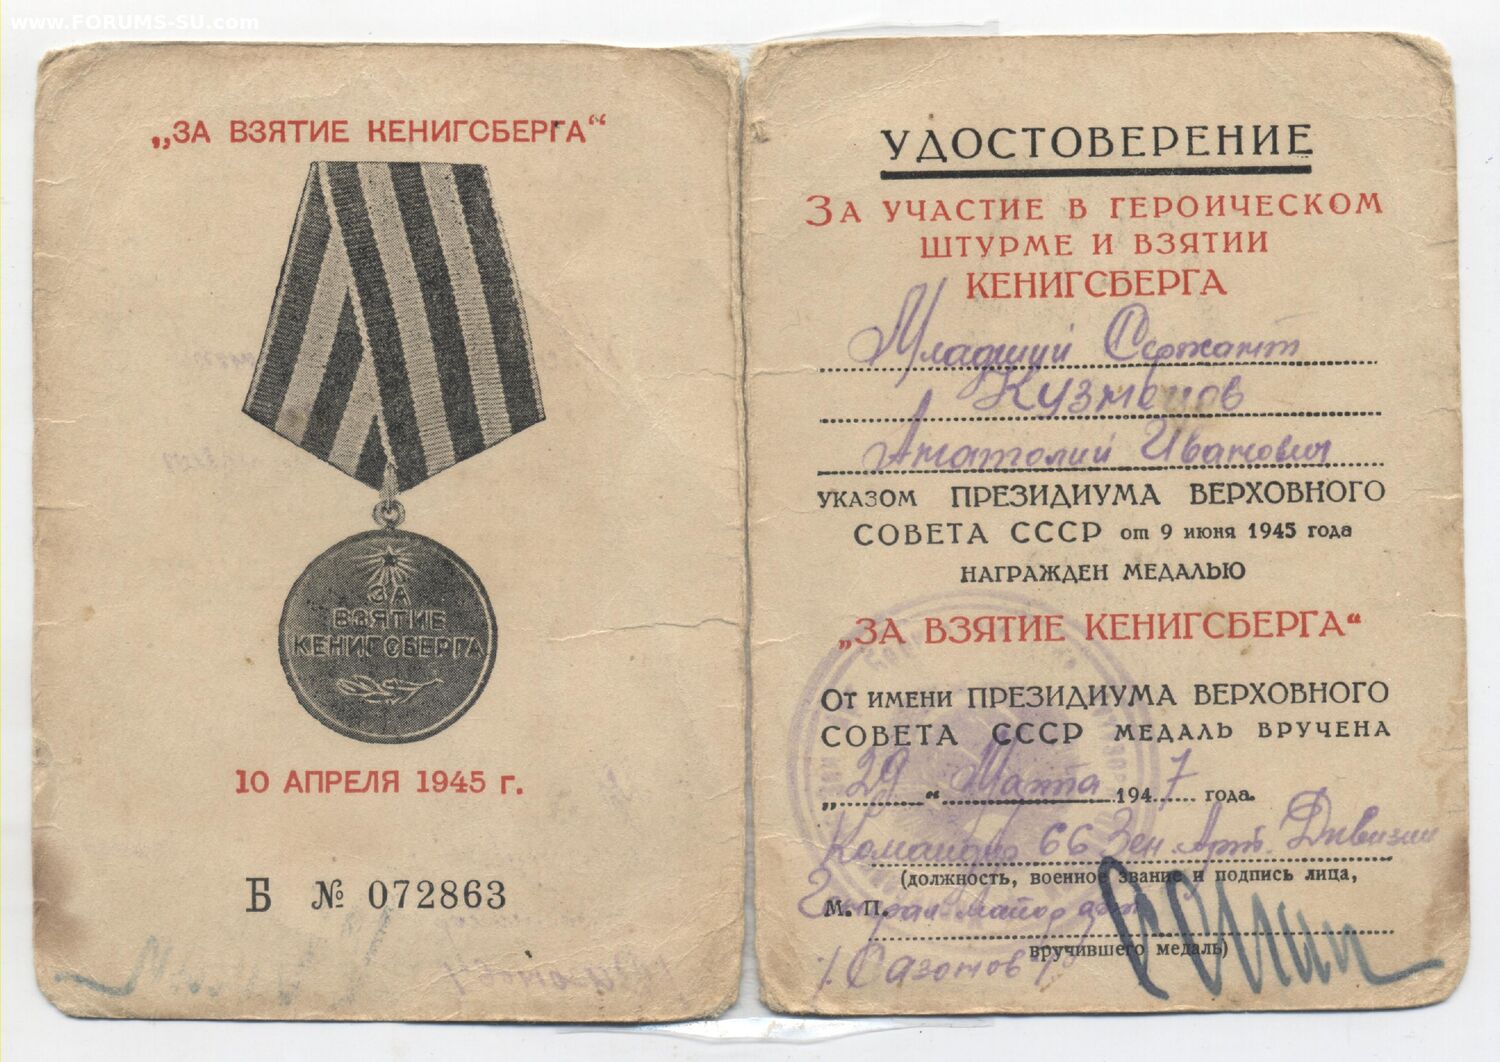 www.FORUMS-SU.com
„ЗА ВЗЯТИЕ КЕНИГСБЕРГА“
ЗА
ВЗЯТИЕ
КЕНИГСБЕРГА
10 АПРЕЛЯ 1945 г.
Б № 072863
УДОСТОВЕРЕНИЕ
ЗА УЧАСТИЕ В ГЕРОИЧЕСКОМ
ШТУРМЕ И ВЗЯТИИ
КЕНИГСБЕРГА
Младший Сержант
Анатолий Иванович
УКАЗОМ ПРЕЗИДИУМА ВЕРХОВНОГО
СОВЕТА СССР от 9 июня 1945 года
НАГРАЖДЕН МЕДАЛЬЮ
„ЗА ВЗЯТИЕ КЕНИГСБЕРГА“
ОТ ИМЕНИ ПРЕЗИДИУМА ВЕРХОВНОГО
СОВЕТА СССР МЕДАЛЬ ВРУЧЕНА
„29“ Марта 1947 года.
Командир 66 Зен. Арт. Дивизии
(должность, военное звание и подпись лица,
М. П. Генерал майор арт
вручившего медаль)
/Сазонов/